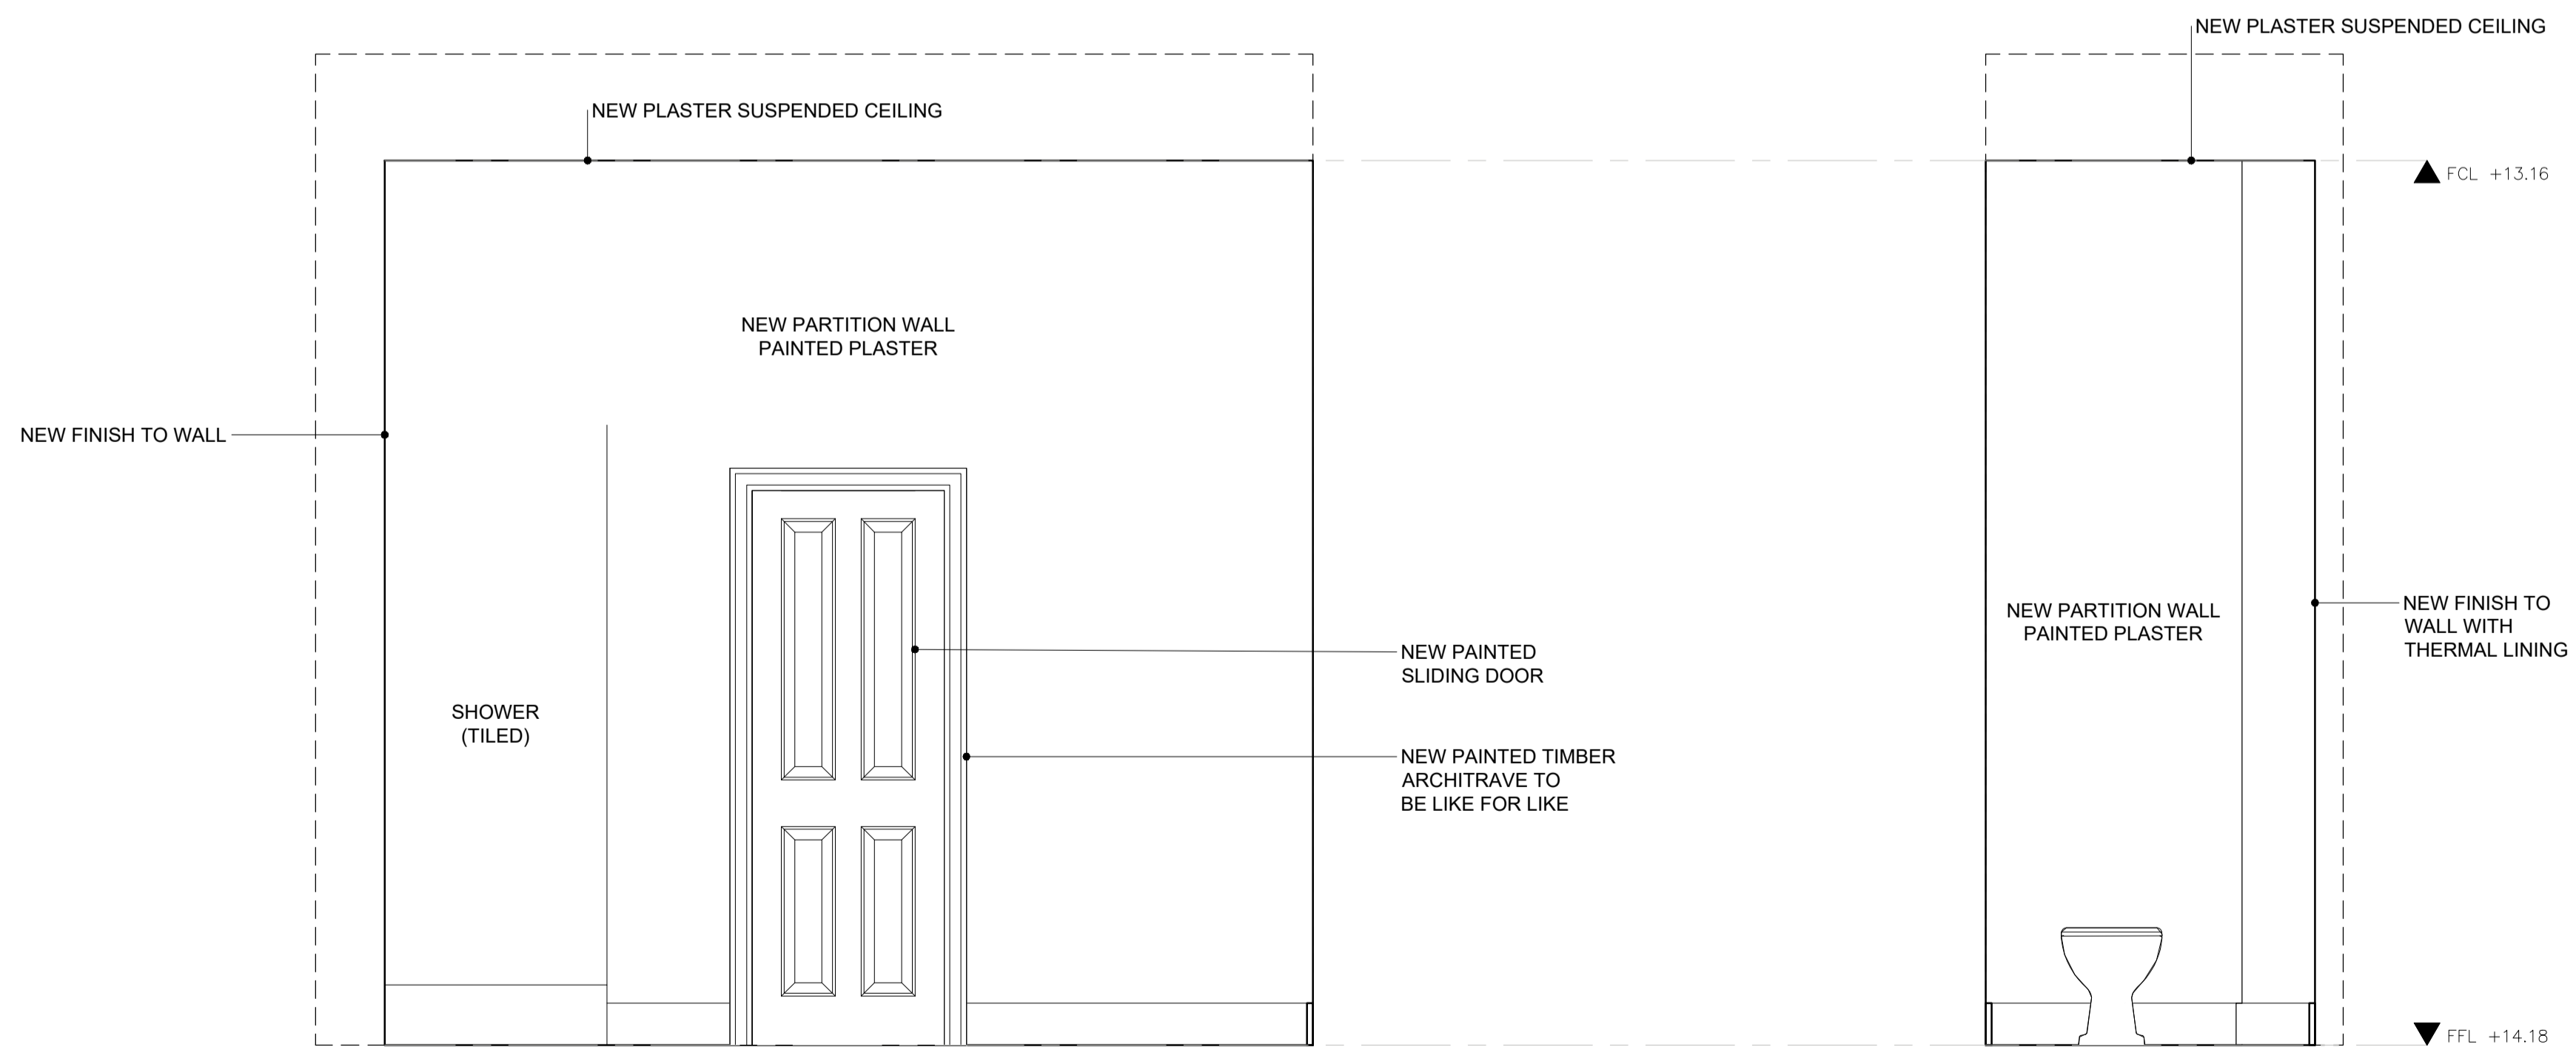 NEW PLASTER SUSPENDED CEILING
NEW PLASTER SUSPENDED CEILING
FCL +13.16
NEW PARTITION WALL
PAINTED PLASTER
NEW FINISH TO WALL
NEW PARTITION WALL
PAINTED PLASTER
NEW FINISH TO
WALL WITH
THERMAL LINING
NEW PAINTED
SLIDING DOOR
SHOWER
(TILED)
NEW PAINTED TIMBER
ARCHITRAVE TO
BE LIKE FOR LIKE
FFL +14.18